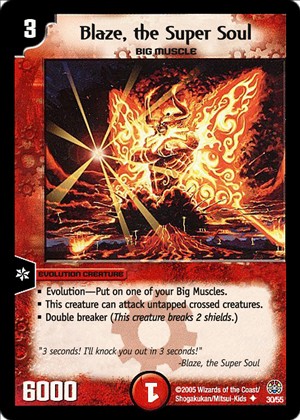 3
Blaze, the Super Soul
BIG MUSCLE
EVOLUTION CREATURE
▪ Evolution—Put on one of your Big Muscles.
▪ This creature can attack untapped crossed creatures.
▪ Double breaker (This creature breaks 2 shields.)
"3 seconds! I'll knock you out in 3 seconds!"
-Blaze, the Super Soul
6000
1
©2005 Wizards of the Coast/
Shogakukan/Mitsui-Kids ♦ 30/55